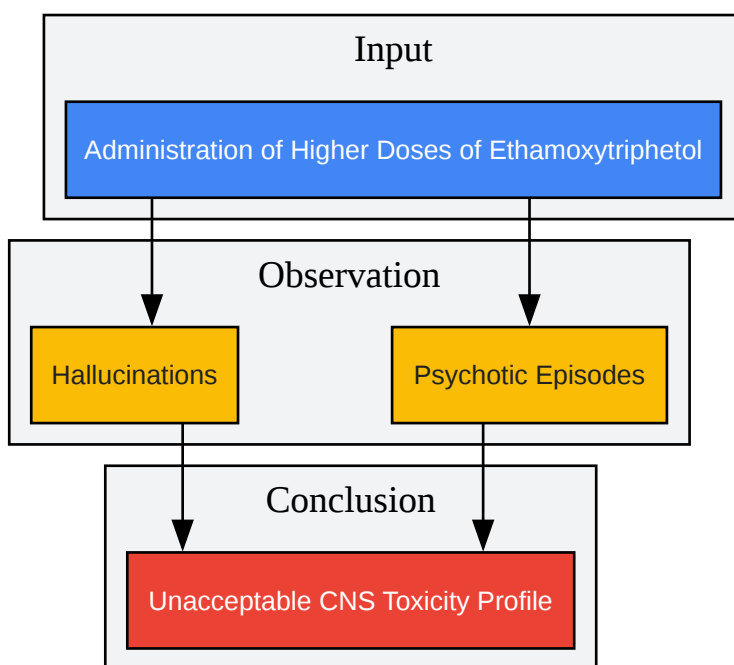 Input
Administration of Higher Doses of Ethamoxytriphetol
Observation
Hallucinations
Psychotic Episodes
Conclusion
Unacceptable CNS Toxicity Profile